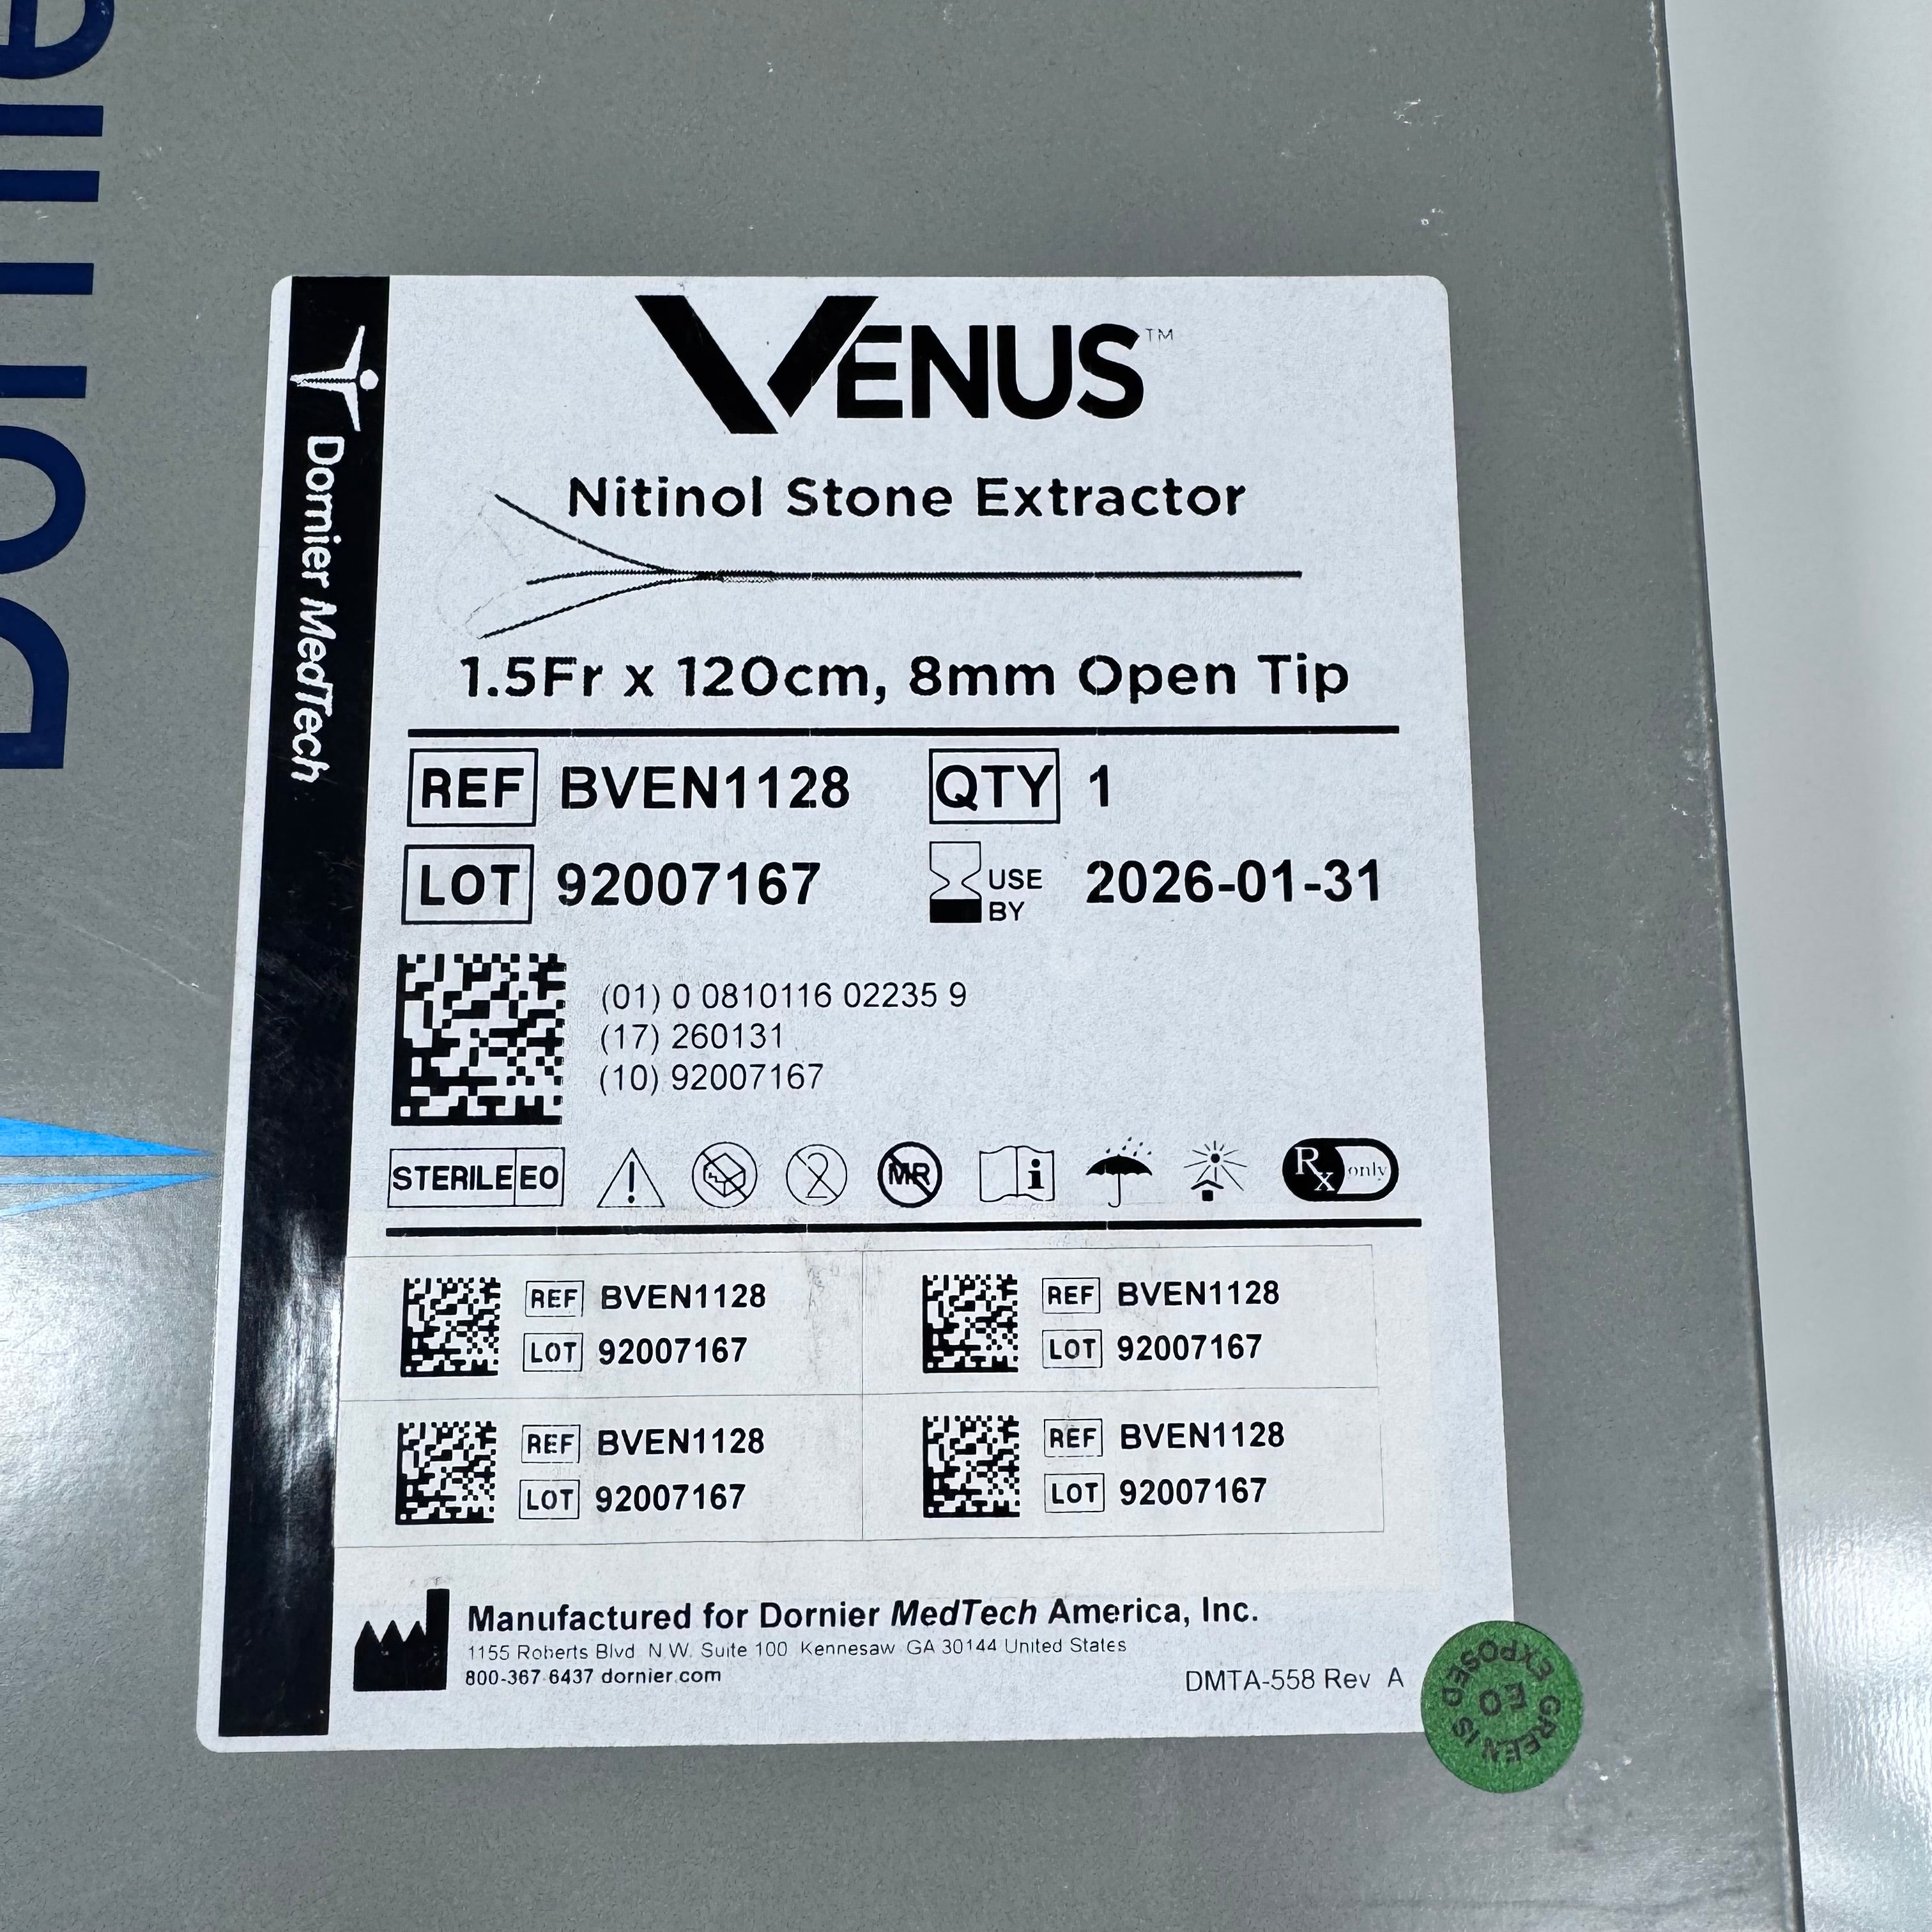 Dornier
Dornier MedTech
VENUS™
Nitinol Stone Extractor
1.5Fr x 120cm, 8mm Open Tip
REF BVEN1128 QTY 1
LOT 92007167 USE BY 2026-01-31
(01) 0 0810116 02235 9
(17) 260131
(10) 92007167
STERILE EO 2 MR i Rx only
REF BVEN1128 REF BVEN1128
LOT 92007167 LOT 92007167
REF BVEN1128 REF BVEN1128
LOT 92007167 LOT 92007167
Manufactured for Dornier MedTech America, Inc.
1155 Roberts Blvd N.W. Suite 100 Kennesaw GA 30144 United States
800-367-6437 dornier.com
DMTA-558 Rev A
GREEN IS EXPOSED
EO